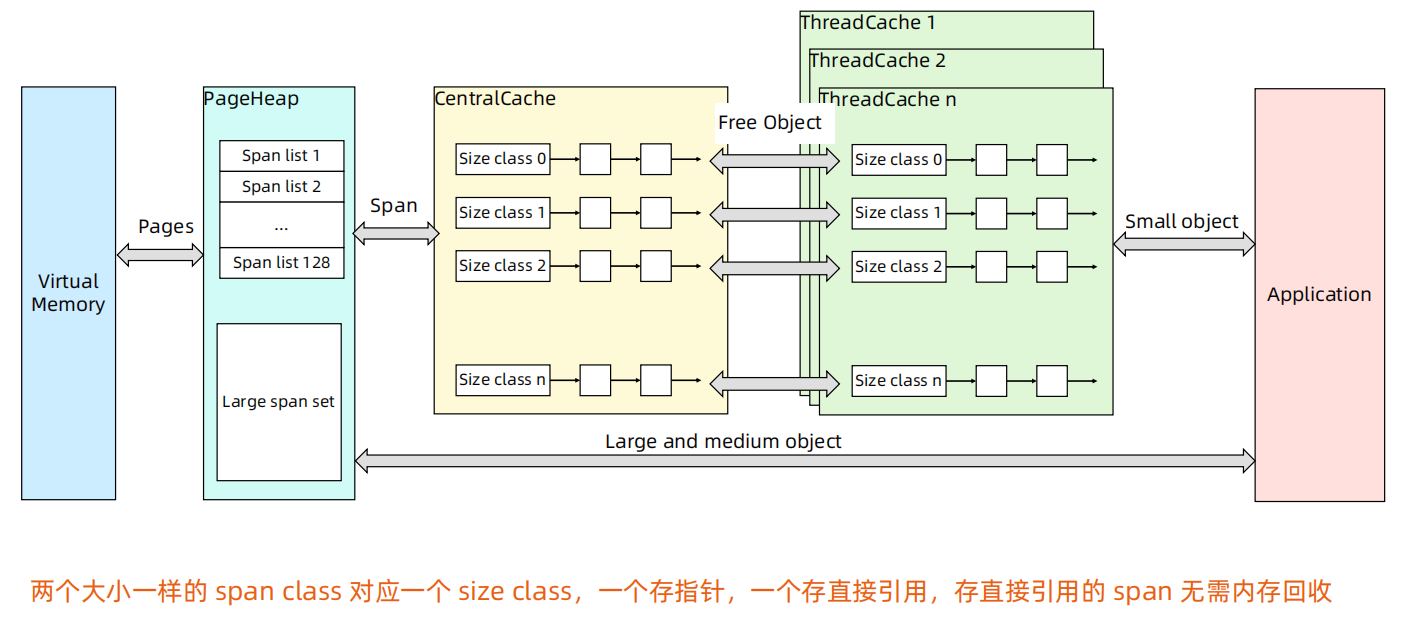 ThreadCache 1
ThreadCache 2
ThreadCache n
PageHeap
CentralCache
Free Object
Span list 1
Span list 2
...
Span list 128
Size class 0
Size class 0
Size class 1
Size class 1
Size class 2
Size class 2
Size class n
Size class n
Pages
Span
Small object
Virtual
Memory
Application
Large span set
Large and medium object
两个大小一样的 span class 对应一个 size class，一个存指针，一个存直接引用，存直接引用的 span 无需内存回收